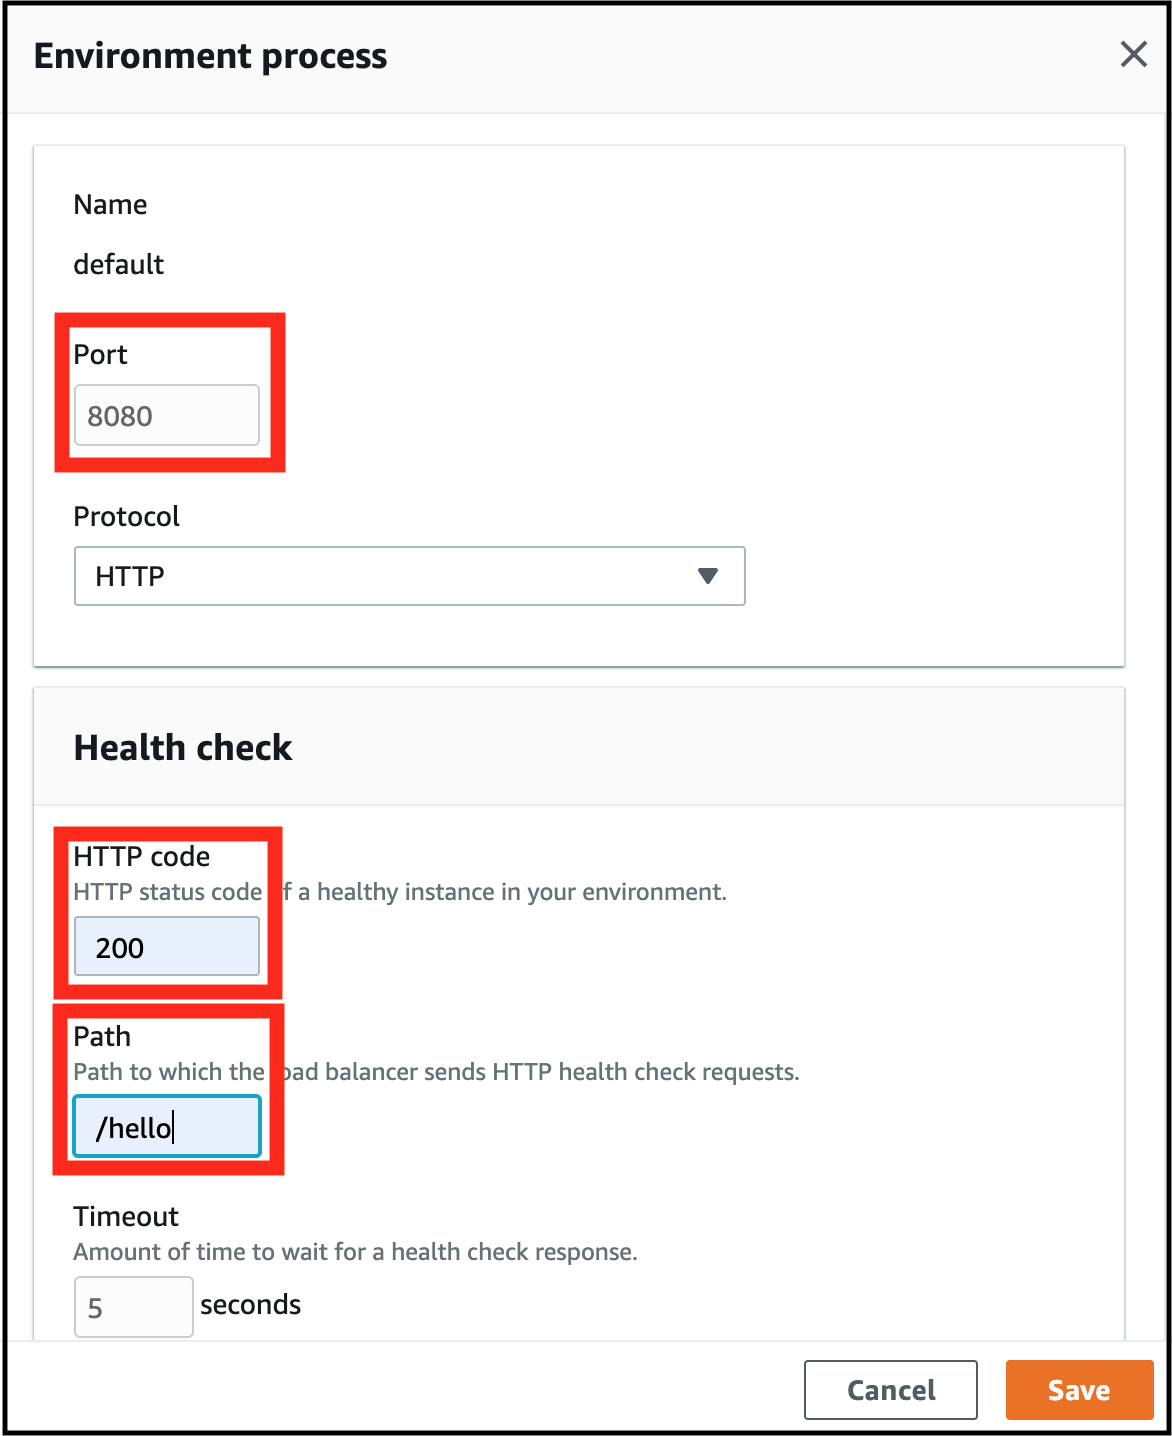 Environment process
Name
default
Port
8080
Protocol
HTTP
Health check
HTTP code
HTTP status code f a healthy instance in your environment.
200
Path
Path to which the oad balancer sends HTTP health check requests.
/hello
Timeout
Amount of time to wait for a health check response.
5 seconds
Cancel
Save